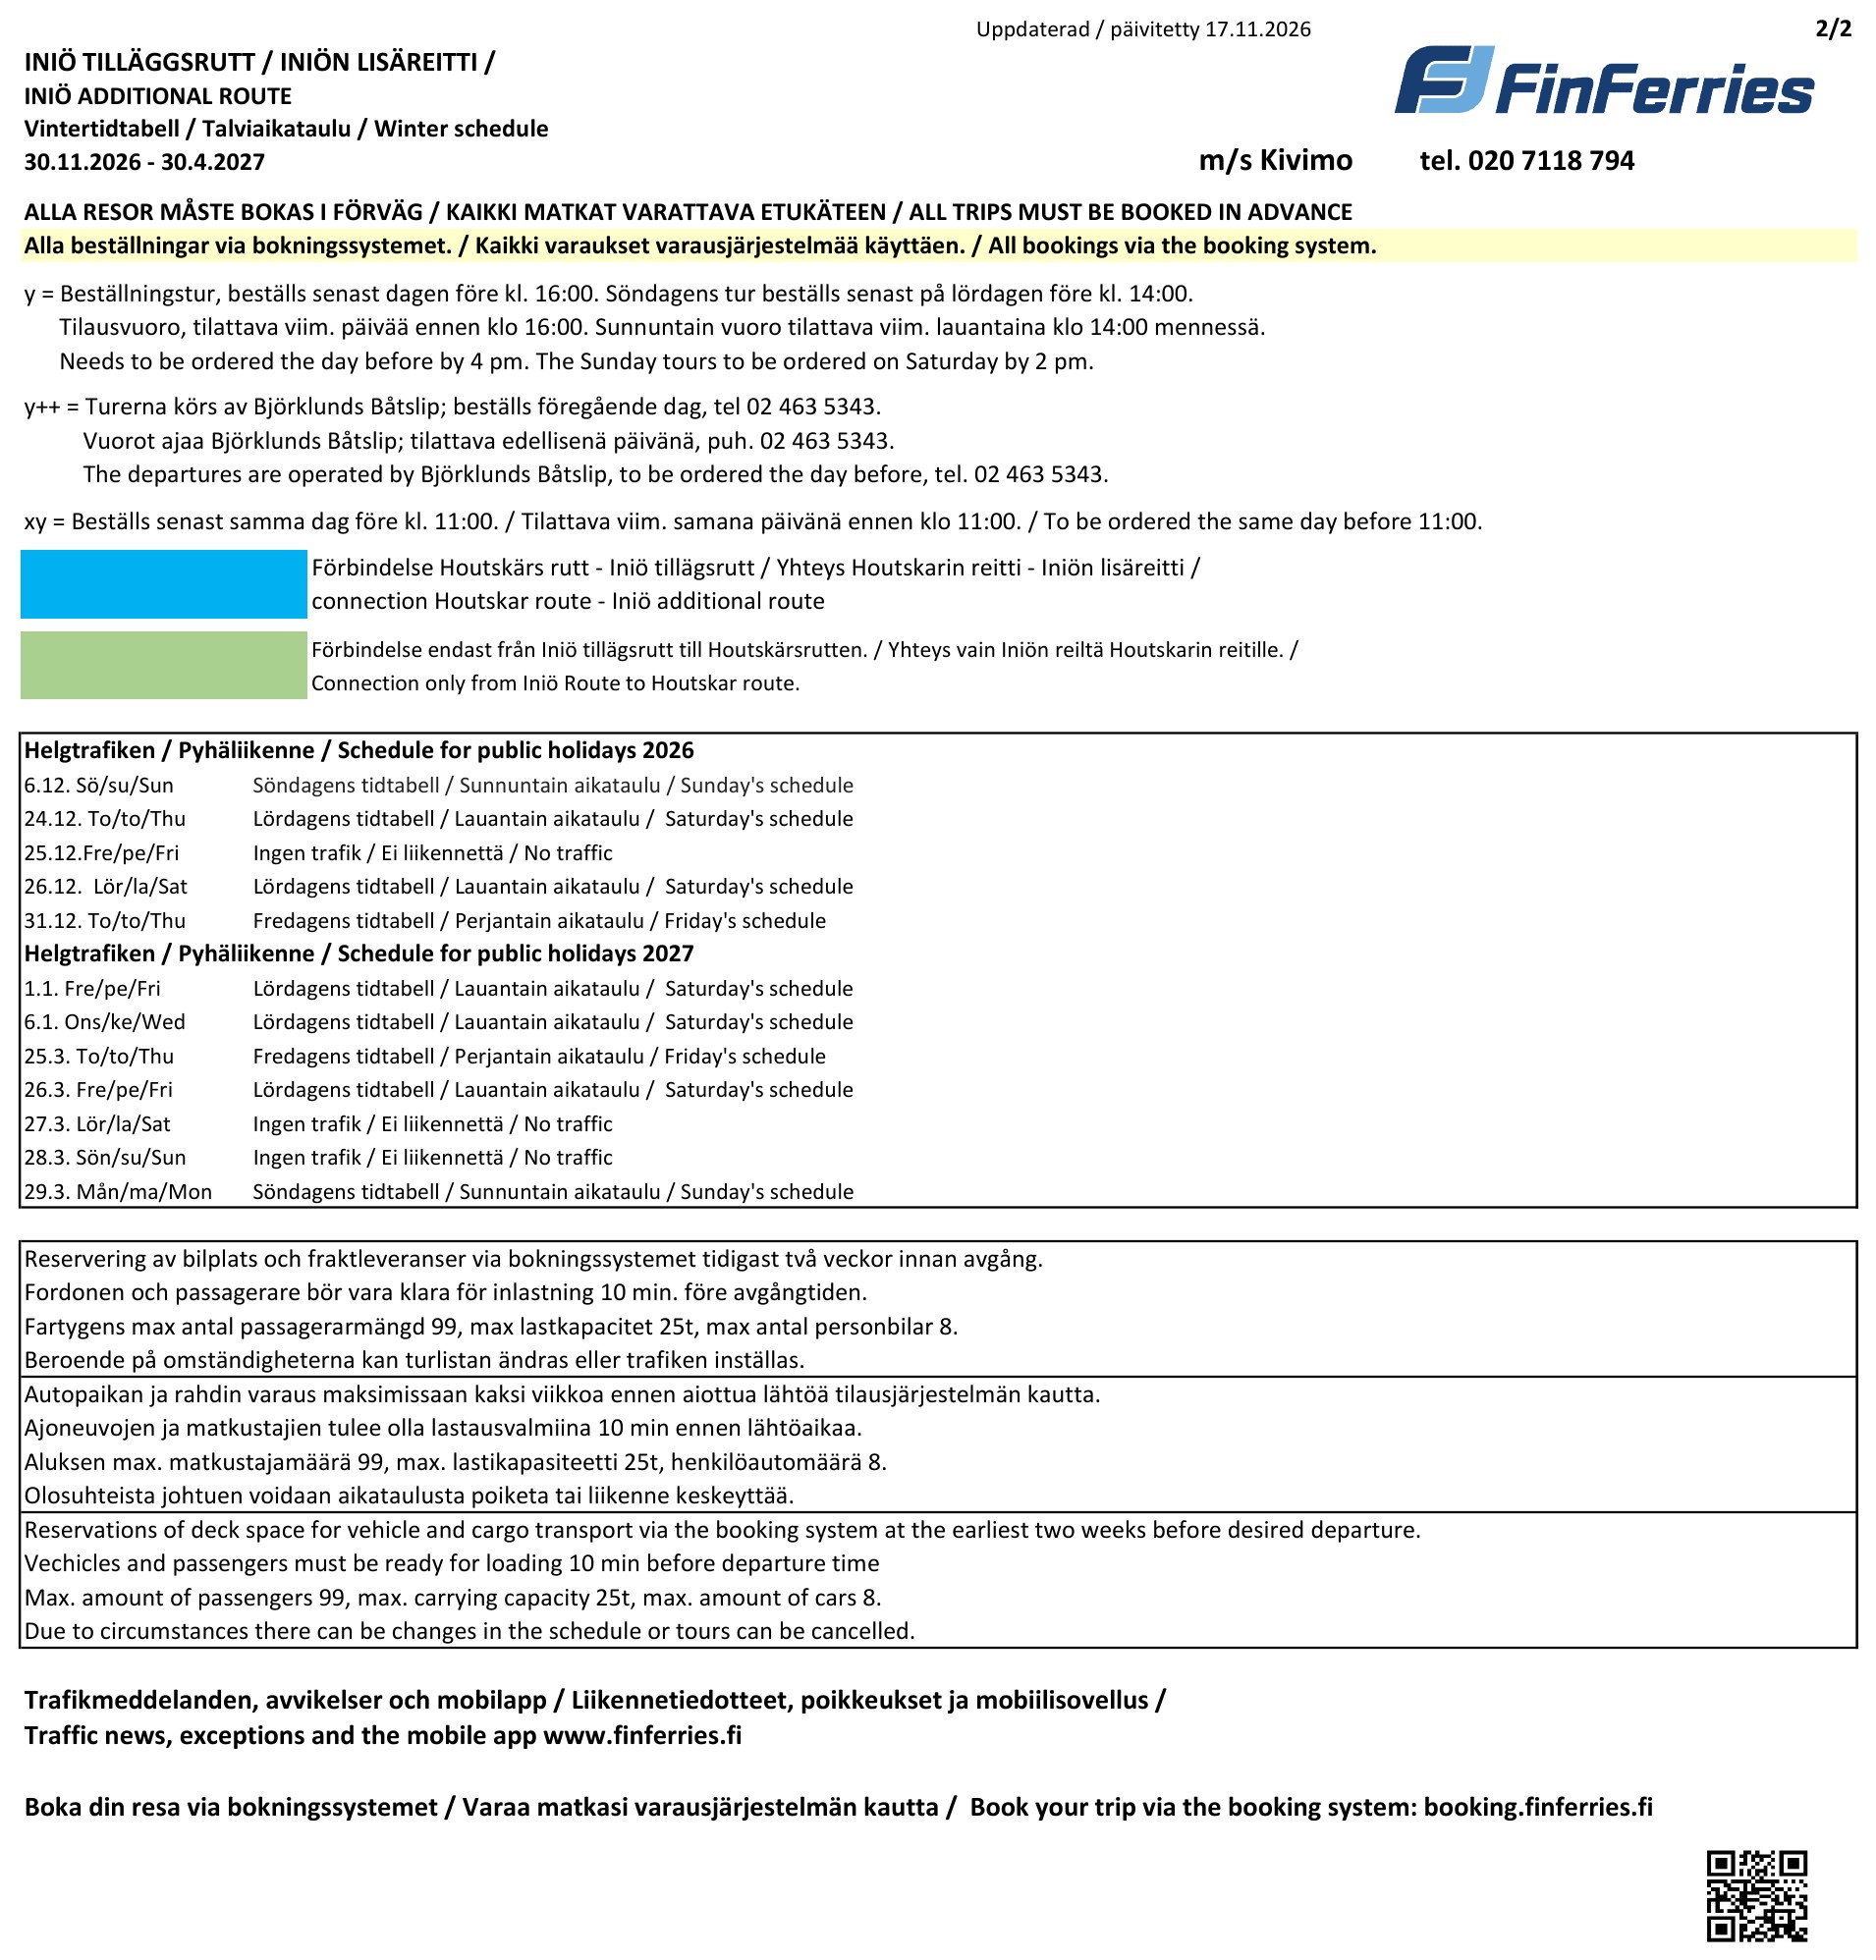 Uppdaterad / päivitetty 17.11.2026 2/2
INIÖ TILLÄGGSRUTT / INIÖN LISÄREITTI /
INIÖ ADDITIONAL ROUTE
FinFerries
Vintertidtabell / Talviaikataulu / Winter schedule
30.11.2026 - 30.4.2027 m/s Kivimo tel. 020 7118 794
ALLA RESOR MÅSTE BOKAS I FÖRVÄG / KAIKKI MATKAT VARATTAVA ETUKÄTEEN / ALL TRIPS MUST BE BOOKED IN ADVANCE
Alla beställningar via bokningssystemet. / Kaikki varaukset varausjärjestelmää käyttäen. / All bookings via the booking system.
y = Beställningstur, beställs senast dagen före kl. 16:00. Söndagens tur beställs senast på lördagen före kl. 14:00.
Tilausvuoro, tilattava viim. päivää ennen klo 16:00. Sunnuntain vuoro tilattava viim. lauantaina klo 14:00 mennessä.
Needs to be ordered the day before by 4 pm. The Sunday tours to be ordered on Saturday by 2 pm.
y++ = Turerna körs av Björklunds Båtslip; beställs föregående dag, tel 02 463 5343.
Vuorot ajaa Björklunds Båtslip; tilattava edellisenä päivänä, puh. 02 463 5343.
The departures are operated by Björklunds Båtslip, to be ordered the day before, tel. 02 463 5343.
xy = Beställs senast samma dag före kl. 11:00. / Tilattava viim. samana päivänä ennen klo 11:00. / To be ordered the same day before 11:00.
Förbindelse Houtskärs rutt - Iniö tillägsrutt / Yhteys Houtskarin reitti - Iniön lisäreitti /
connection Houtskar route - Iniö additional route
Förbindelse endast från Iniö tillägsrutt till Houtskärsrutten. / Yhteys vain Iniön reiltä Houtskarin reitille. /
Connection only from Iniö Route to Houtskar route.
Helgtrafiken / Pyhäliikenne / Schedule for public holidays 2026
6.12. Sö/su/Sun Söndagens tidtabell / Sunnuntain aikataulu / Sunday's schedule
24.12. To/to/Thu Lördagens tidtabell / Lauantain aikataulu / Saturday's schedule
25.12.Fre/pe/Fri Ingen trafik / Ei liikennettä / No traffic
26.12. Lör/la/Sat Lördagens tidtabell / Lauantain aikataulu / Saturday's schedule
31.12. To/to/Thu Fredagens tidtabell / Perjantain aikataulu / Friday's schedule
Helgtrafiken / Pyhäliikenne / Schedule for public holidays 2027
1.1. Fre/pe/Fri Lördagens tidtabell / Lauantain aikataulu / Saturday's schedule
6.1. Ons/ke/Wed Lördagens tidtabell / Lauantain aikataulu / Saturday's schedule
25.3. To/to/Thu Fredagens tidtabell / Perjantain aikataulu / Friday's schedule
26.3. Fre/pe/Fri Lördagens tidtabell / Lauantain aikataulu / Saturday's schedule
27.3. Lör/la/Sat Ingen trafik / Ei liikennettä / No traffic
28.3. Sön/su/Sun Ingen trafik / Ei liikennettä / No traffic
29.3. Mån/ma/Mon Söndagens tidtabell / Sunnuntain aikataulu / Sunday's schedule
Reservering av bilplats och fraktleveranser via bokningssystemet tidigast två veckor innan avgång.
Fordonen och passagerare bör vara klara för inlastning 10 min. före avgångtiden.
Fartygens max antal passagerarmängd 99, max lastkapacitet 25t, max antal personbilar 8.
Beroende på omständigheterna kan turlistan ändras eller trafiken inställas.
Autopaikan ja rahdin varaus maksimissaan kaksi viikkoa ennen aiottua lähtöä tilausjärjestelmän kautta.
Ajoneuvojen ja matkustajien tulee olla lastausvalmiina 10 min ennen lähtöaikaa.
Aluksen max. matkustajamäärä 99, max. lastikapasiteetti 25t, henkilöautomäärä 8.
Olosuhteista johtuen voidaan aikataulusta poiketa tai liikenne keskeyttää.
Reservations of deck space for vehicle and cargo transport via the booking system at the earliest two weeks before desired departure.
Vechicles and passengers must be ready for loading 10 min before departure time
Max. amount of passengers 99, max. carrying capacity 25t, max. amount of cars 8.
Due to circumstances there can be changes in the schedule or tours can be cancelled.
Trafikmeddelanden, avvikelser och mobilapp / Liikennetiedotteet, poikkeukset ja mobiilisovellus /
Traffic news, exceptions and the mobile app www.finferries.fi
Boka din resa via bokningssystemet / Varaa matkasi varausjärjestelmän kautta / Book your trip via the booking system: booking.finferries.fi